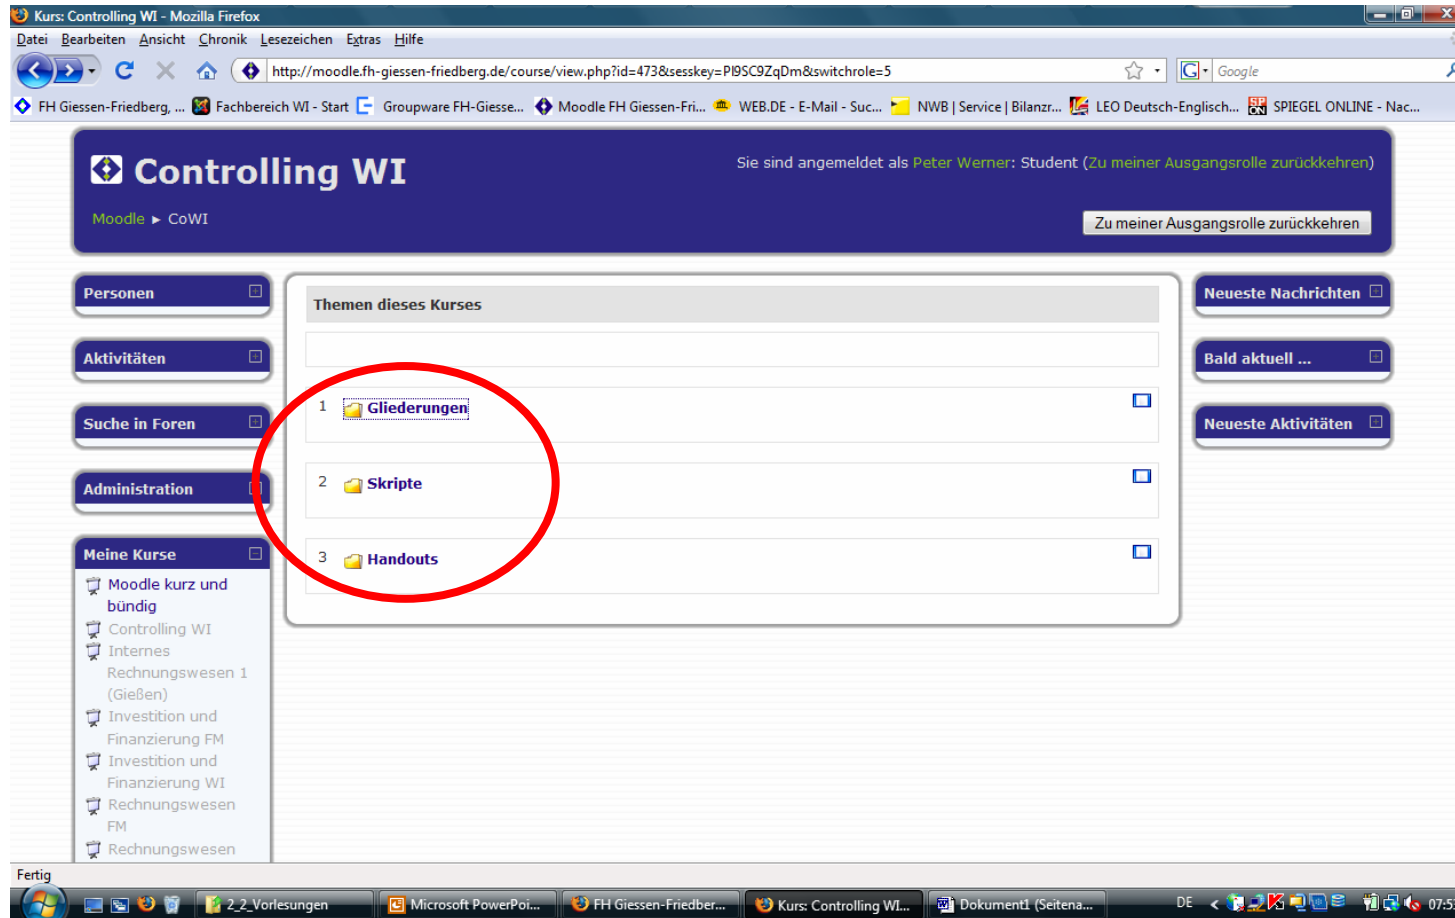 Kurs: Controlling WI - Mozilla Firefox
Datei Bearbeiten Ansicht Chronik Lesezeichen Extras Hilfe
http://moodle.fh-giessen-friedberg.de/course/view.php?id=473&sesskey=PI9SC9ZqDm&switchrole=5
Google
FH Giessen-Friedberg, ... Fachbereich WI - Start Groupware FH-Giesse... Moodle FH Giessen-Fri... WEB.DE - E-Mail - Suc... NWB | Service | Bilanzr... LEO Deutsch-Englisch... SPIEGEL ONLINE - Nac...
Controlling WI
Sie sind angemeldet als Peter Werner: Student (Zu meiner Ausgangsrolle zurückkehren)
Moodle ► CoWI
Zu meiner Ausgangsrolle zurückkehren
Personen
Aktivitäten
Suche in Foren
Administration
Meine Kurse
Moodle kurz und
bündig
Controlling WI
Internes
Rechnungswesen 1
(Gießen)
Investition und
Finanzierung FM
Investition und
Finanzierung WI
Rechnungswesen
FM
Rechnungswesen
Themen dieses Kurses
1 Gliederungen
2 Skripte
3 Handouts
Neueste Nachrichten
Bald aktuell ...
Neueste Aktivitäten
Fertig
2_2_Vorlesungen
Microsoft PowerPoi...
FH Giessen-Friedber...
Kurs: Controlling WI...
Dokument1 (Seitena...
DE